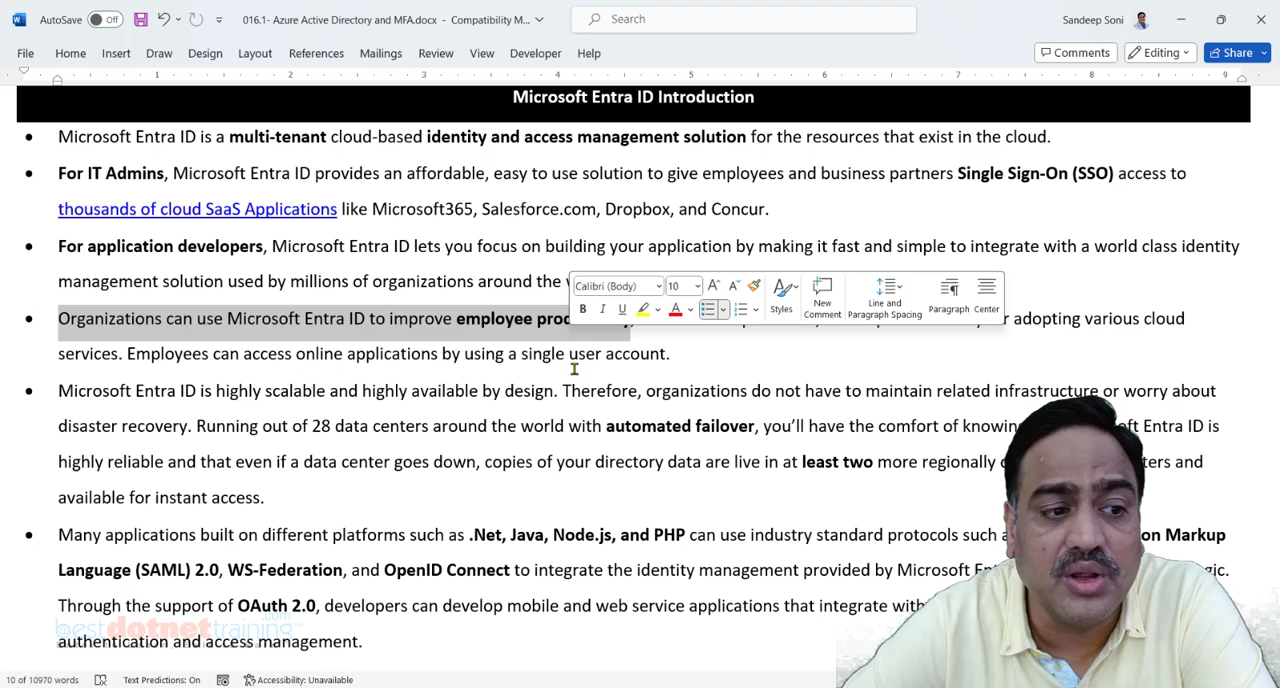 AutoSave Off 016.1- Azure Active Directory and MFA.docx - Compatibility M... Search Sandeep Soni
File Home Insert Draw Design Layout References Mailings Review View Developer Help Comments Editing Share
1 2 3 4 5 6 7 8 9
Microsoft Entra ID Introduction
• Microsoft Entra ID is a multi-tenant cloud-based identity and access management solution for the resources that exist in the cloud.
• For IT Admins, Microsoft Entra ID provides an affordable, easy to use solution to give employees and business partners Single Sign-On (SSO) access to
thousands of cloud SaaS Applications like Microsoft365, Salesforce.com, Dropbox, and Concur.
• For application developers, Microsoft Entra ID lets you focus on building your application by making it fast and simple to integrate with a world class identity
management solution used by millions of organizations around the
Calibri (Body) 10 A A Styles New Comment Line and Paragraph Spacing Paragraph Center
B I U A
• Organizations can use Microsoft Entra ID to improve employee adopting various cloud
services. Employees can access online applications by using a single user account.
• Microsoft Entra ID is highly scalable and highly available by design. Therefore, organizations do not have to maintain related infrastructure or worry about
disaster recovery. Running out of 28 data centers around the world with automated failover, you'll have the comfort of Entra ID is
highly reliable and that even if a data center goes down, copies of your directory data are live in at least two more regionally and
available for instant access.
• Many applications built on different platforms such as .Net, Java, Node.js, and PHP can use industry standard protocols such Markup
Language (SAML) 2.0, WS-Federation, and OpenID Connect to integrate the identity management provided by Microsoft
Through the support of OAuth 2.0, developers can develop mobile and web service applications that integrate with
bestdotnettraining.com
authentication and access management.
10 of 10970 words Text Predictions: On Accessibility: Unavailable